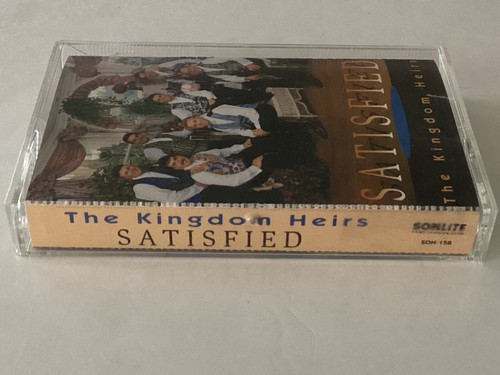 SATISFIED
The Kingdom Heirs
The Kingdom Heirs
SATISFIED
SONLITE
SON-158